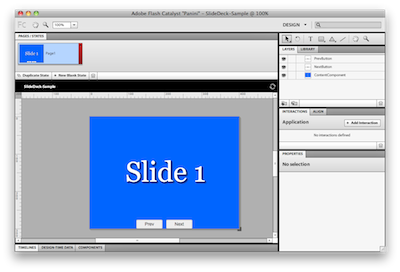 Adobe Flash Catalyst "Panini" – SlideDeck-Sample @ 100%
Fc
100%
DESIGN
PAGES / STATES
Slide 1
Page1
Duplicate State
New Blank State
SlideDeck-Sample
Slide 1
Prev
Next
TIMELINES
DESIGN-TIME DATA
COMPONENTS
LAYERS
LIBRARY
PrevButton
NextButton
ContentComponent
INTERACTIONS
ALIGN
Application
+ Add Interaction
No interactions defined
PROPERTIES
No selection